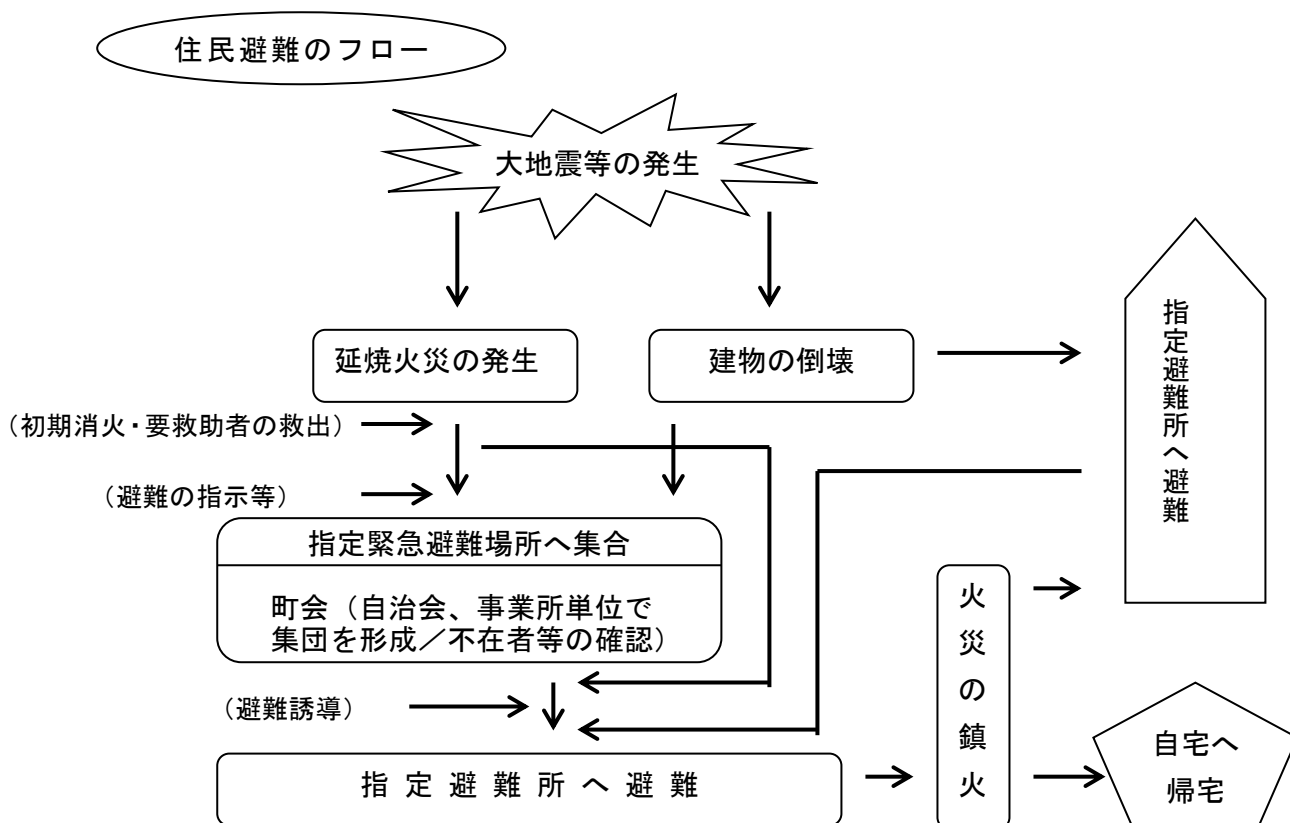 住民避難のフロー
大地震等の発生
延焼火災の発生
建物の倒壊
指定避難所へ避難
（初期消火・要救助者の救出）
（避難の指示等）
指定緊急避難場所へ集合
町会（自治会、事業所単位で
集団を形成／不在者等の確認）
（避難誘導）
指定避難所へ避難
火災の鎮火
自宅へ
帰宅